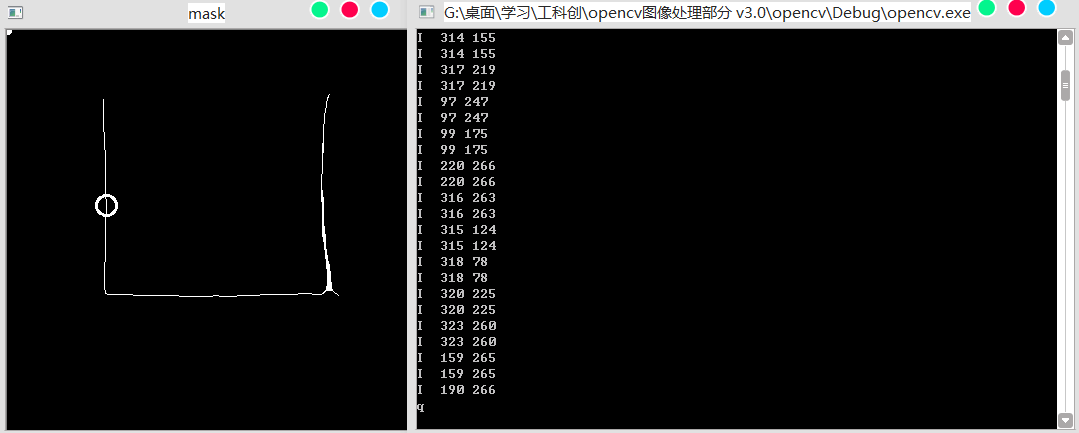 mask
G:\桌面\学习\工科创\opencv图像处理部分 v3.0\opencv\Debug\opencv.exe
I 314 155
I 314 155
I 317 219
I 317 219
I 97 247
I 97 247
I 99 175
I 99 175
I 220 266
I 220 266
I 316 263
I 316 263
I 315 124
I 315 124
I 318 78
I 318 78
I 320 225
I 320 225
I 323 260
I 323 260
I 159 265
I 159 265
I 190 266
q